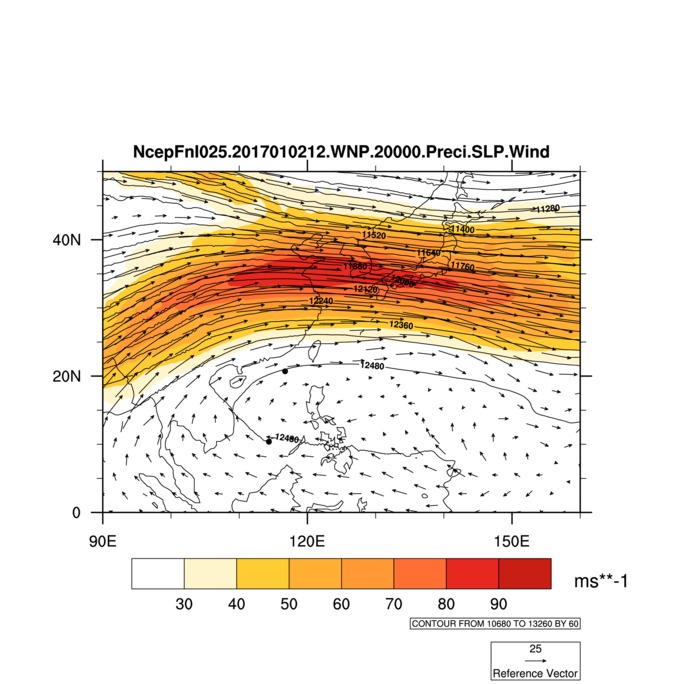 NcepFnl025.2017010212.WNP.20000.Preci.SLP.Wind
11280
11400
11520
40N
11640
11880
11760
12000
12120
12240
12360
12480
20N
12480
0
90E 120E 150E
ms**-1
30 40 50 60 70 80 90
CONTOUR FROM 10680 TO 13260 BY 60
25
Reference Vector